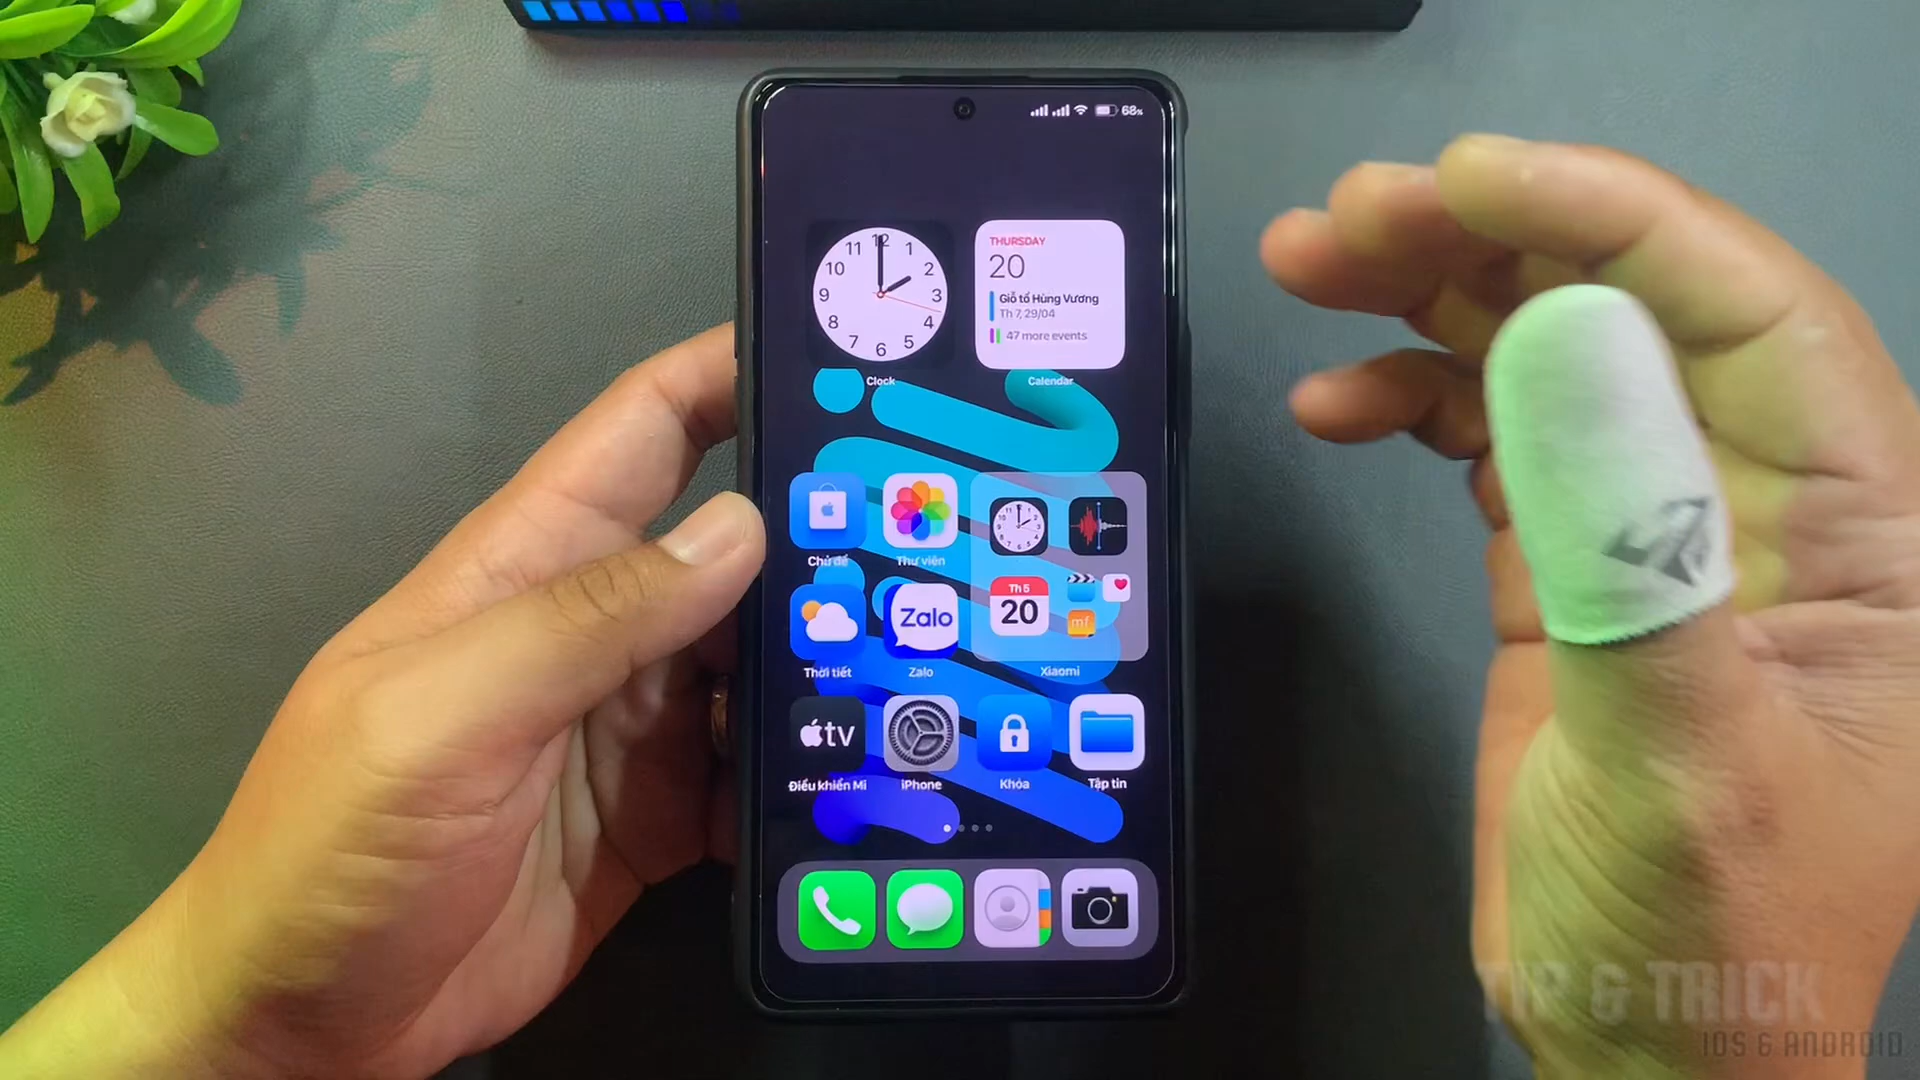 68%
11 12 1
10 2
9 3
8 4
7 6 5
Clock
THURSDAY
20
Giỗ tổ Hùng Vương
Th 7, 29/04
47 more events
Calendar
Chủ đề
Thư viện
Th 5
20
mf
Xiaomi
Thời tiết
Zalo
Zalo
tv
Điều khiển Mi
iPhone
Khóa
Tập tin
TIP & TRICK
IOS & ANDROID